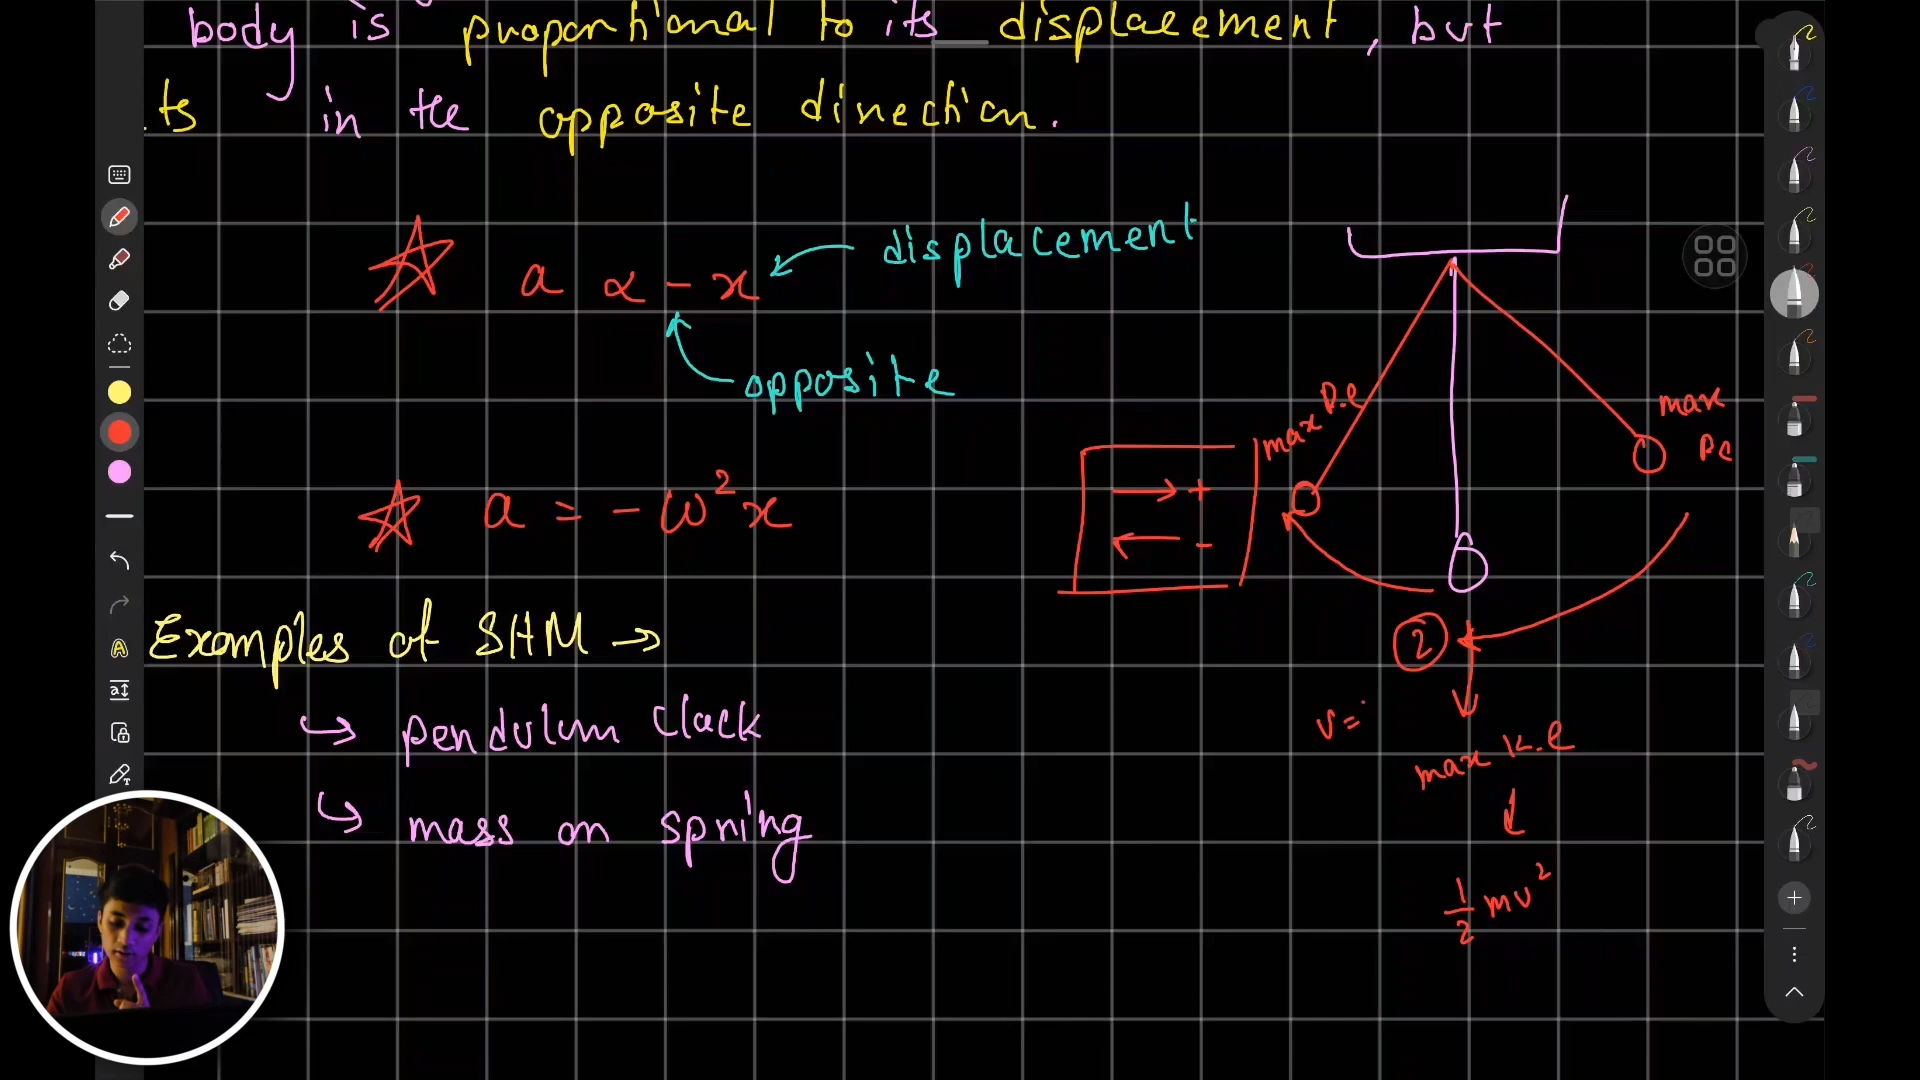 body is proportional to its displacement, but
its in the opposite direction.
a α - x
displacement
opposite
a = - ω² x
+
-
max P.e
max
Pe
Examples of SHM →
↳ pendulum clock
↳ mass on spring
2
v =
max K.e
1/2 mv²